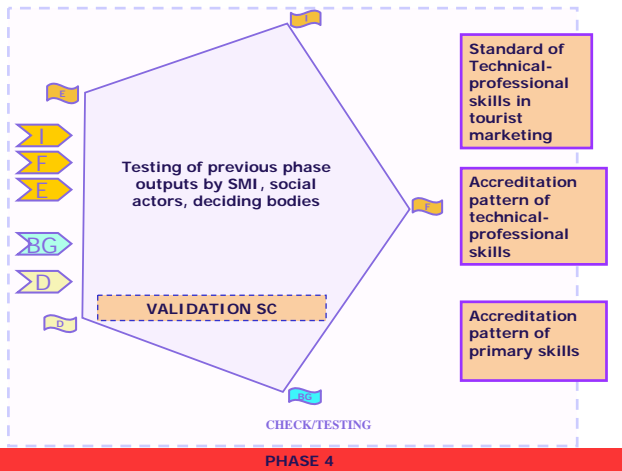 I
E
I
F
E
BG
D
D
Testing of previous phase
outputs by SMI, social
actors, deciding bodies
VALIDATION SC
F
BG
CHECK/TESTING
Standard of
Technical-
professional
skills in
tourist
marketing
Accreditation
pattern of
technical-
professional
skills
Accreditation
pattern of
primary skills
PHASE 4